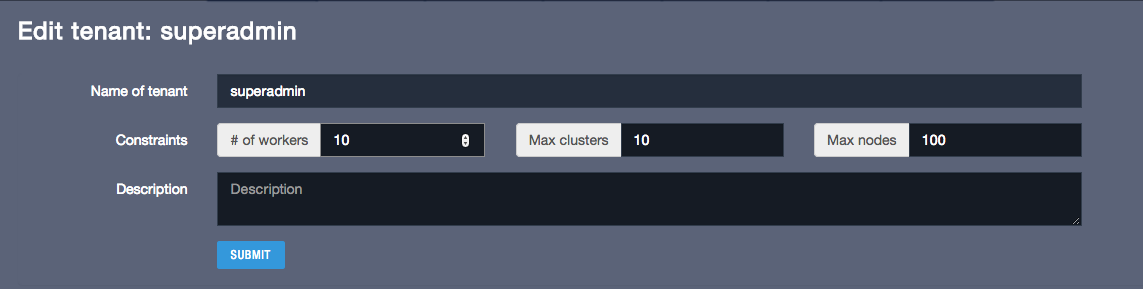 Edit tenant: superadmin
Name of tenant superadmin
Constraints # of workers 10 Max clusters 10 Max nodes 100
Description Description
SUBMIT